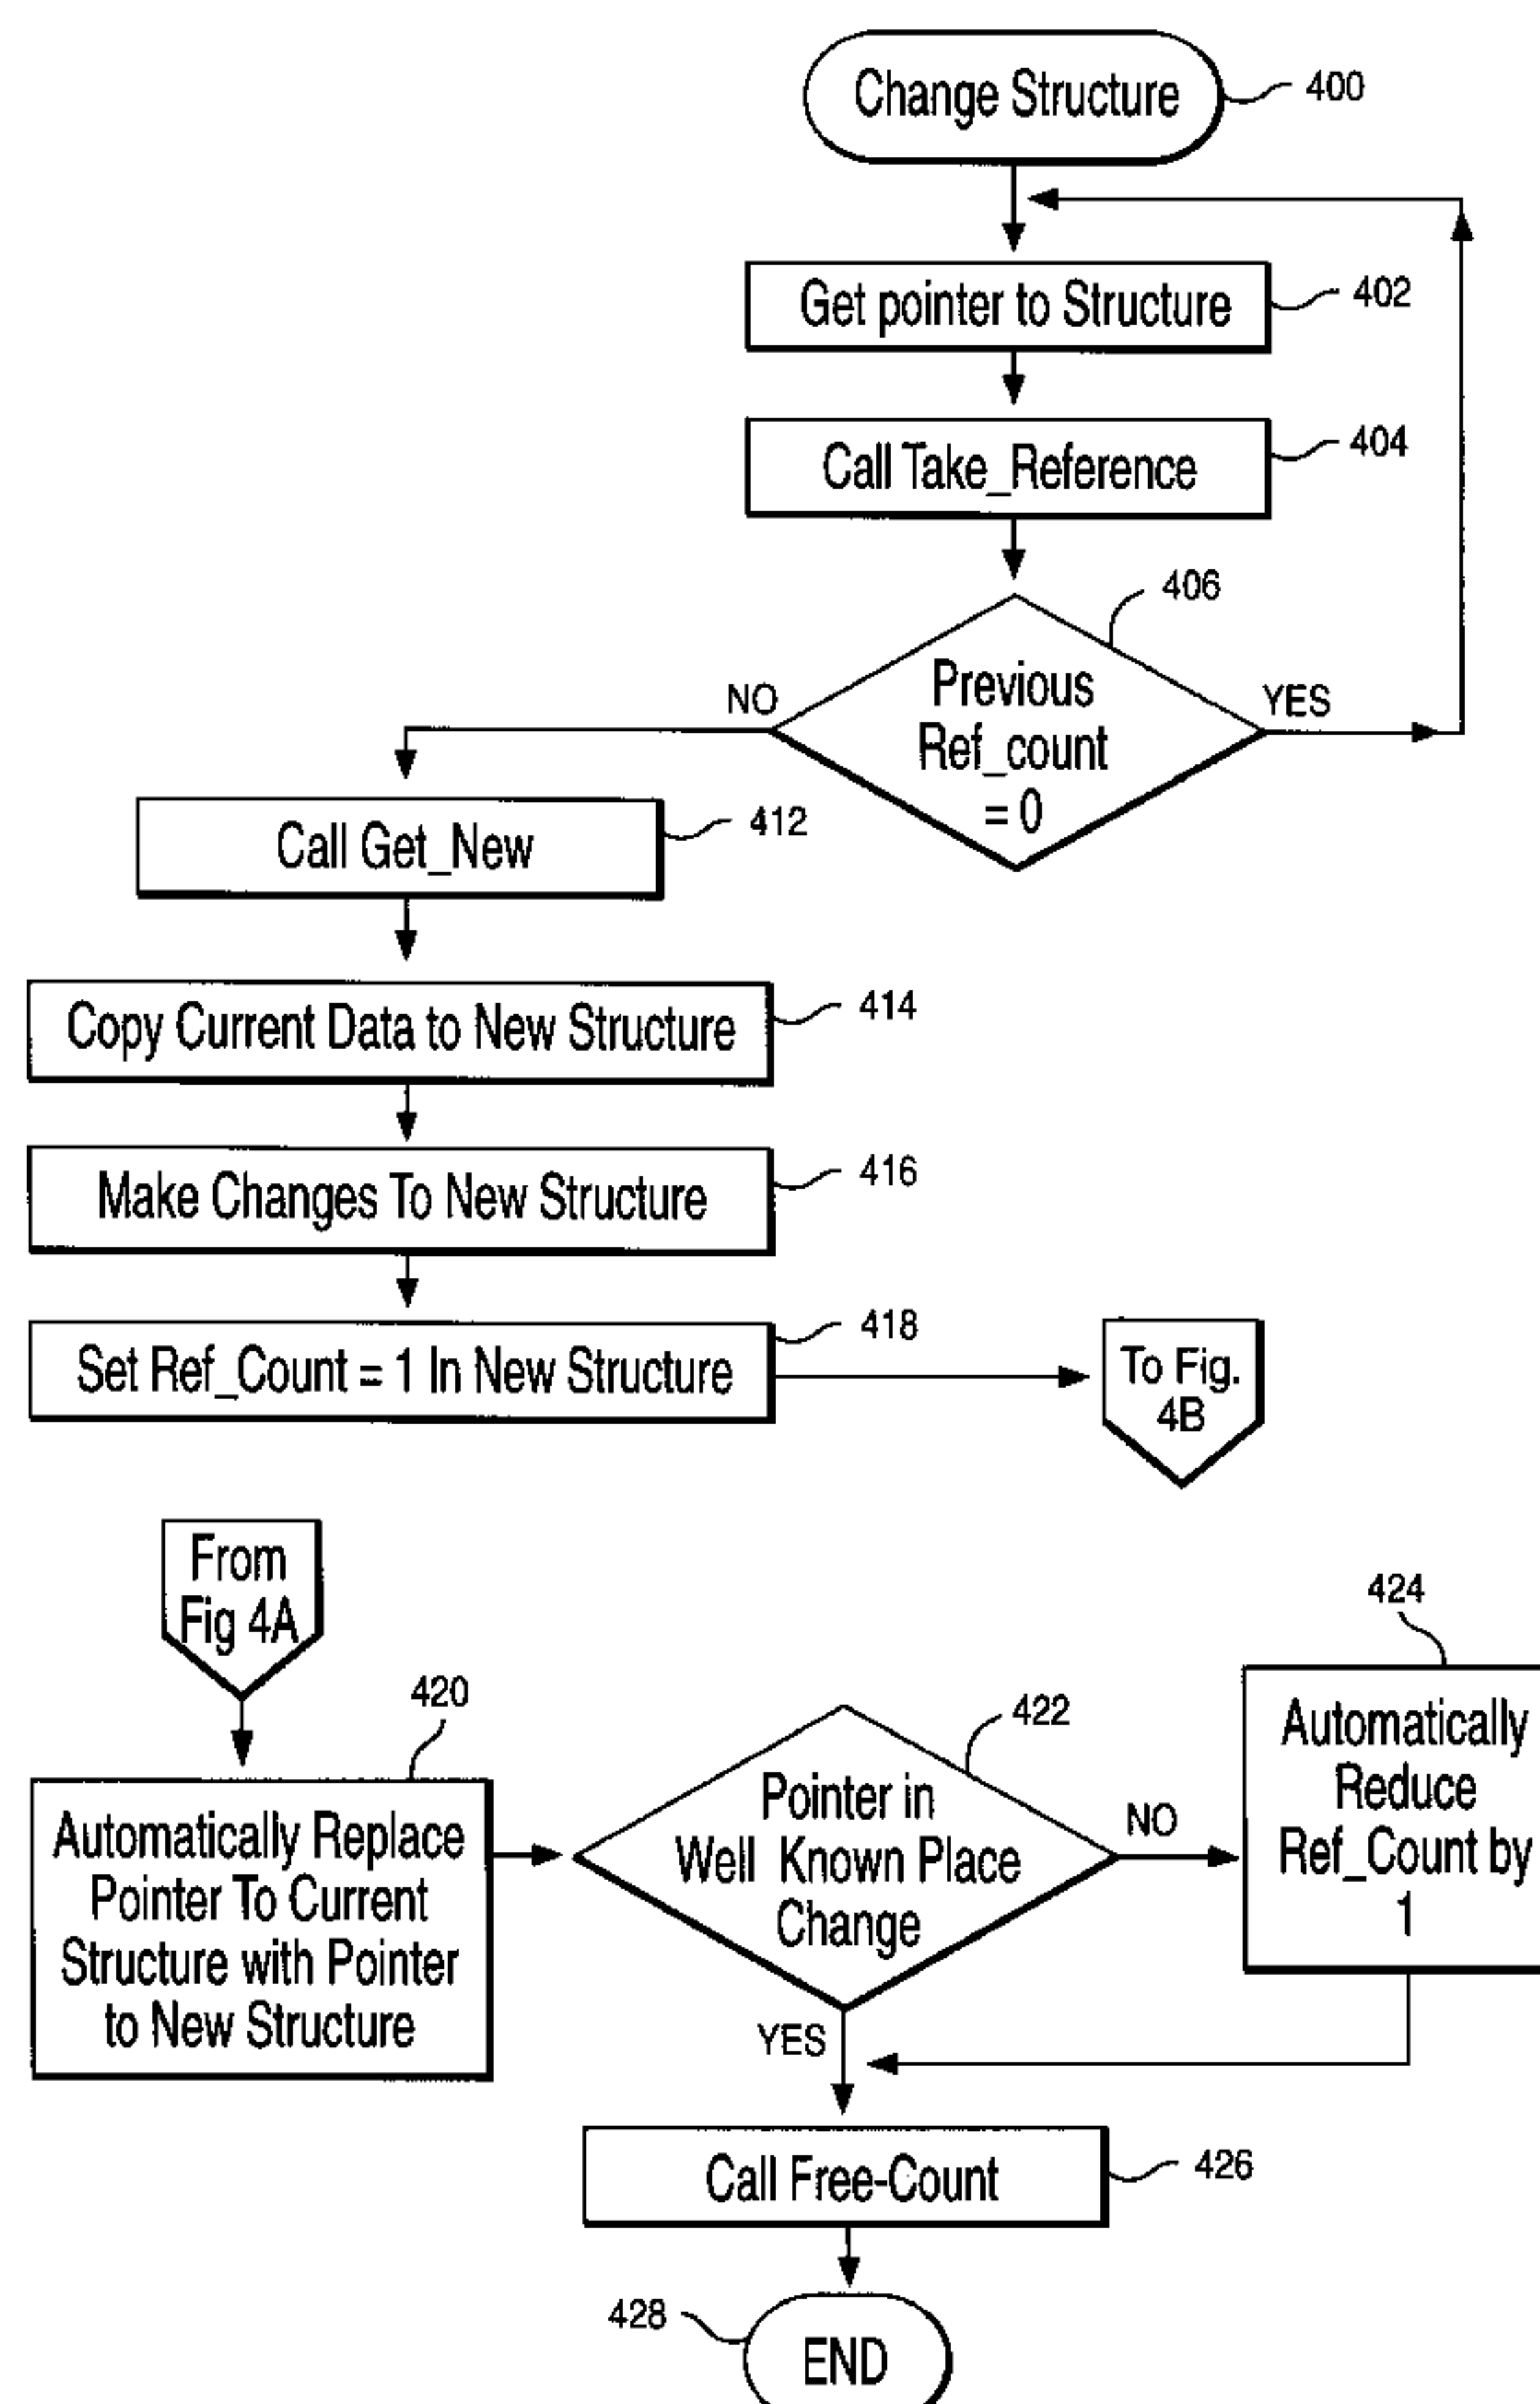 Change Structure
400
Get pointer to Structure
402
Call Take_Reference
404
406
Previous
Ref_count
= 0
NO
YES
Call Get_New
412
Copy Current Data to New Structure
414
Make Changes To New Structure
416
Set Ref_Count = 1 In New Structure
418
To Fig.
4B
From
Fig 4A
420
Automatically Replace
Pointer To Current
Structure with Pointer
to New Structure
422
Pointer in
Well Known Place
Change
NO
YES
424
Automatically
Reduce
Ref_Count by
1
Call Free-Count
426
428
END